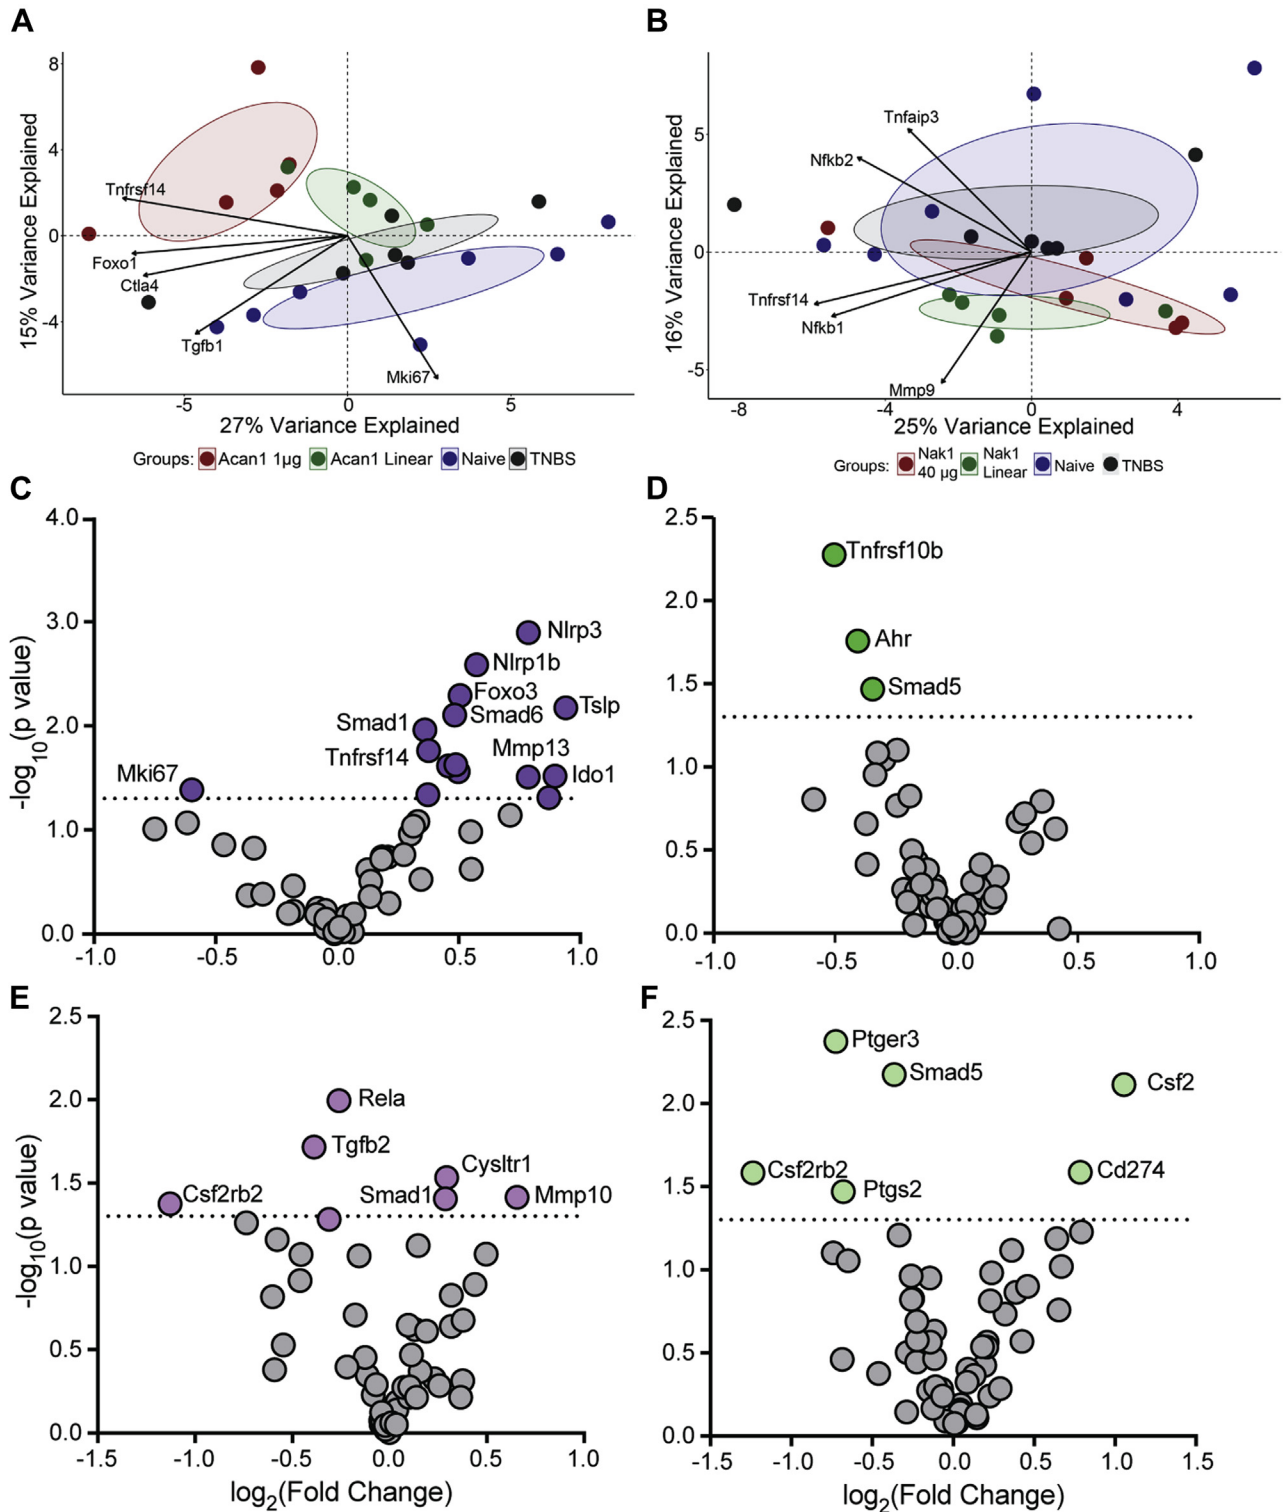 A
8
4
0
-4
15% Variance Explained
Tnfrsf14
Foxo1
Ctla4
Tgfb1
Mki67
-5
0
5
27% Variance Explained
Groups: Acan1 1µg Acan1 Linear Naive TNBS
B
5
0
-5
16% Variance Explained
Tnfaip3
Nfkb2
Tnfrsf14
Nfkb1
Mmp9
-8
-4
0
4
25% Variance Explained
Groups: Nak1 40 µg Nak1 Linear Naive TNBS
C
4.0
3.0
2.0
1.0
0.0
-log10(p value)
Nlrp3
Nlrp1b
Foxo3
Tslp
Smad6
Smad1
Tnfrsf14
Mmp13
Ido1
Mki67
-1.0
-0.5
0.0
0.5
1.0
D
2.5
2.0
1.5
1.0
0.5
0.0
Tnfrsf10b
Ahr
Smad5
-1.0
-0.5
0.0
0.5
1.0
E
2.5
2.0
1.5
1.0
0.5
0.0
-log10(p value)
Rela
Tgfb2
Cysltr1
Csf2rb2
Smad1
Mmp10
-1.5
-1.0
-0.5
0.0
0.5
1.0
log2(Fold Change)
F
2.5
2.0
1.5
1.0
0.5
0.0
Ptger3
Smad5
Csf2
Csf2rb2
Cd274
Ptgs2
-1.5
-1.0
-0.5
0.0
0.5
1.0
1.5
log2(Fold Change)